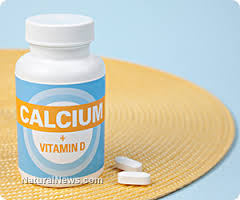 CALCIUM
+
VITAMIN D
NaturalNews.com